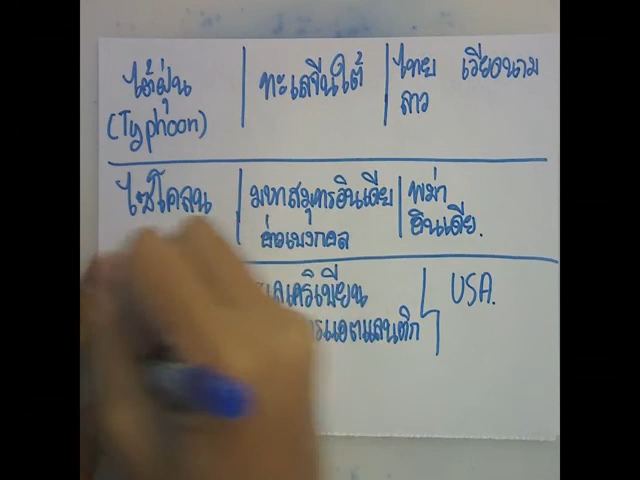 ไต้ฝุ่น ทะเลจีนใต้ ไทย เวียดนาม
(Typhoon) ลาว
ไซโคลน มหาสมุทรอินเดีย พม่า
อ่าวเบงกอล อินเดีย.
แคริเบียน USA.
แอตแลนติก